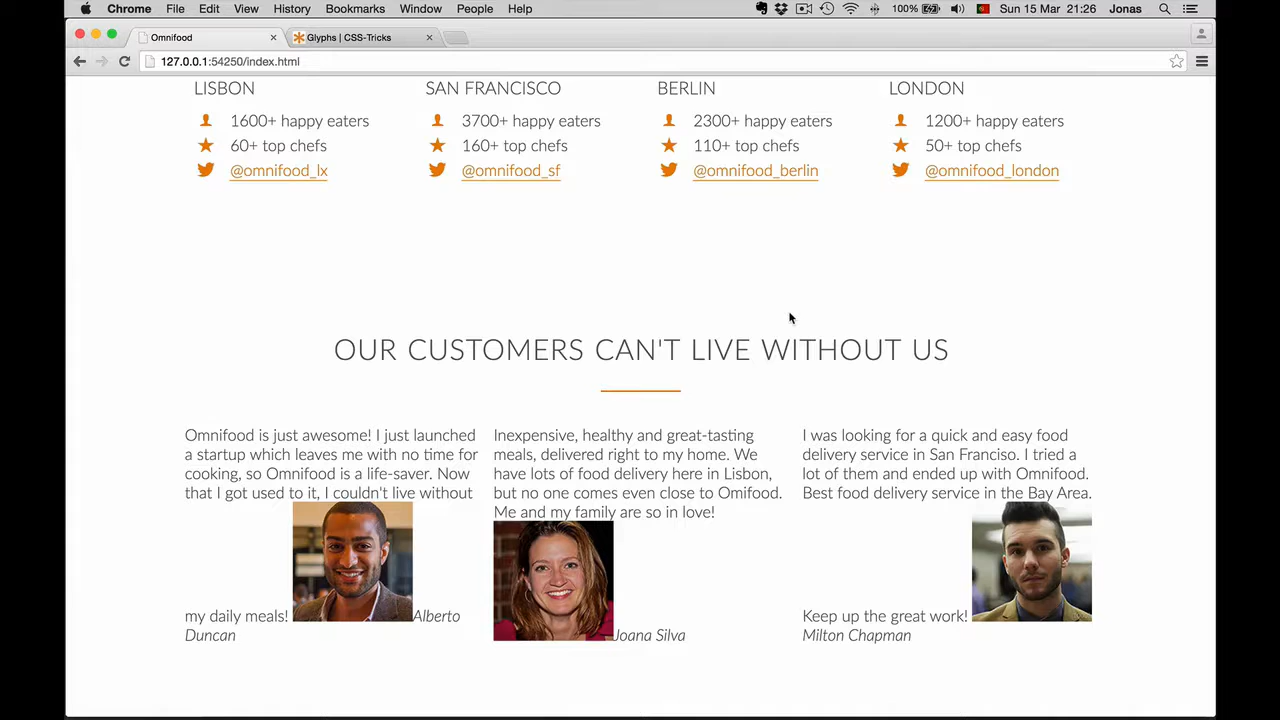 Chrome File Edit View History Bookmarks Window People Help 100% Sun 15 Mar 21:26 Jonas
Omnifood Glyphs | CSS-Tricks
127.0.0.1:54250/index.html
LISBON SAN FRANCISCO BERLIN LONDON
1600+ happy eaters 3700+ happy eaters 2300+ happy eaters 1200+ happy eaters
60+ top chefs 160+ top chefs 110+ top chefs 50+ top chefs
@omnifood_lx @omnifood_sf @omnifood_berlin @omnifood_london
OUR CUSTOMERS CAN'T LIVE WITHOUT US
Omnifood is just awesome! I just launched
a startup which leaves me with no time for
cooking, so Omnifood is a life-saver. Now
that I got used to it, I couldn't live without
my daily meals! Alberto
Duncan
Inexpensive, healthy and great-tasting
meals, delivered right to my home. We
have lots of food delivery here in Lisbon,
but no one comes even close to Omifood.
Me and my family are so in love!
Joana Silva
I was looking for a quick and easy food
delivery service in San Franciso. I tried a
lot of them and ended up with Omnifood.
Best food delivery service in the Bay Area.
Keep up the great work!
Milton Chapman